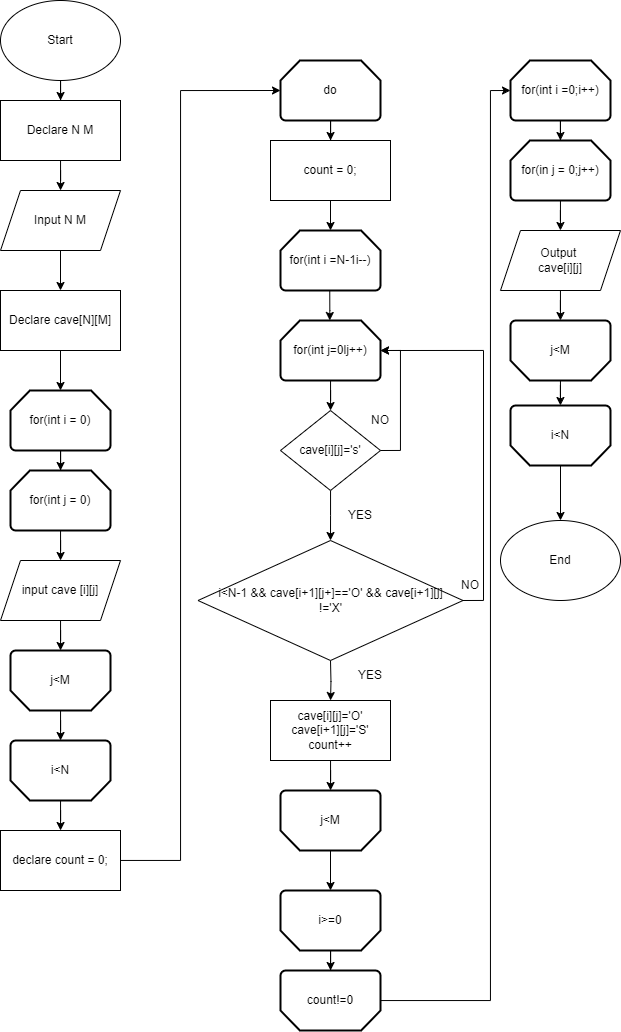 Start
Declare N M
Input N M
Declare cave[N][M]
for(int i = 0)
for(int j = 0)
input cave [i][j]
j<M
i<N
declare count = 0;
do
count = 0;
for(int i =N-1i--)
for(int j=0lj++)
NO
cave[i][j]='s'
YES
i<N-1 && cave[i+1][j+]=='O' && cave[i+1][j]
!='X'
NO
YES
cave[i][j]='O'
cave[i+1][j]='S'
count++
j<M
i>=0
count!=0
for(int i =0;i++)
for(in j = 0;j++)
Output
cave[i][j]
j<M
i<N
End